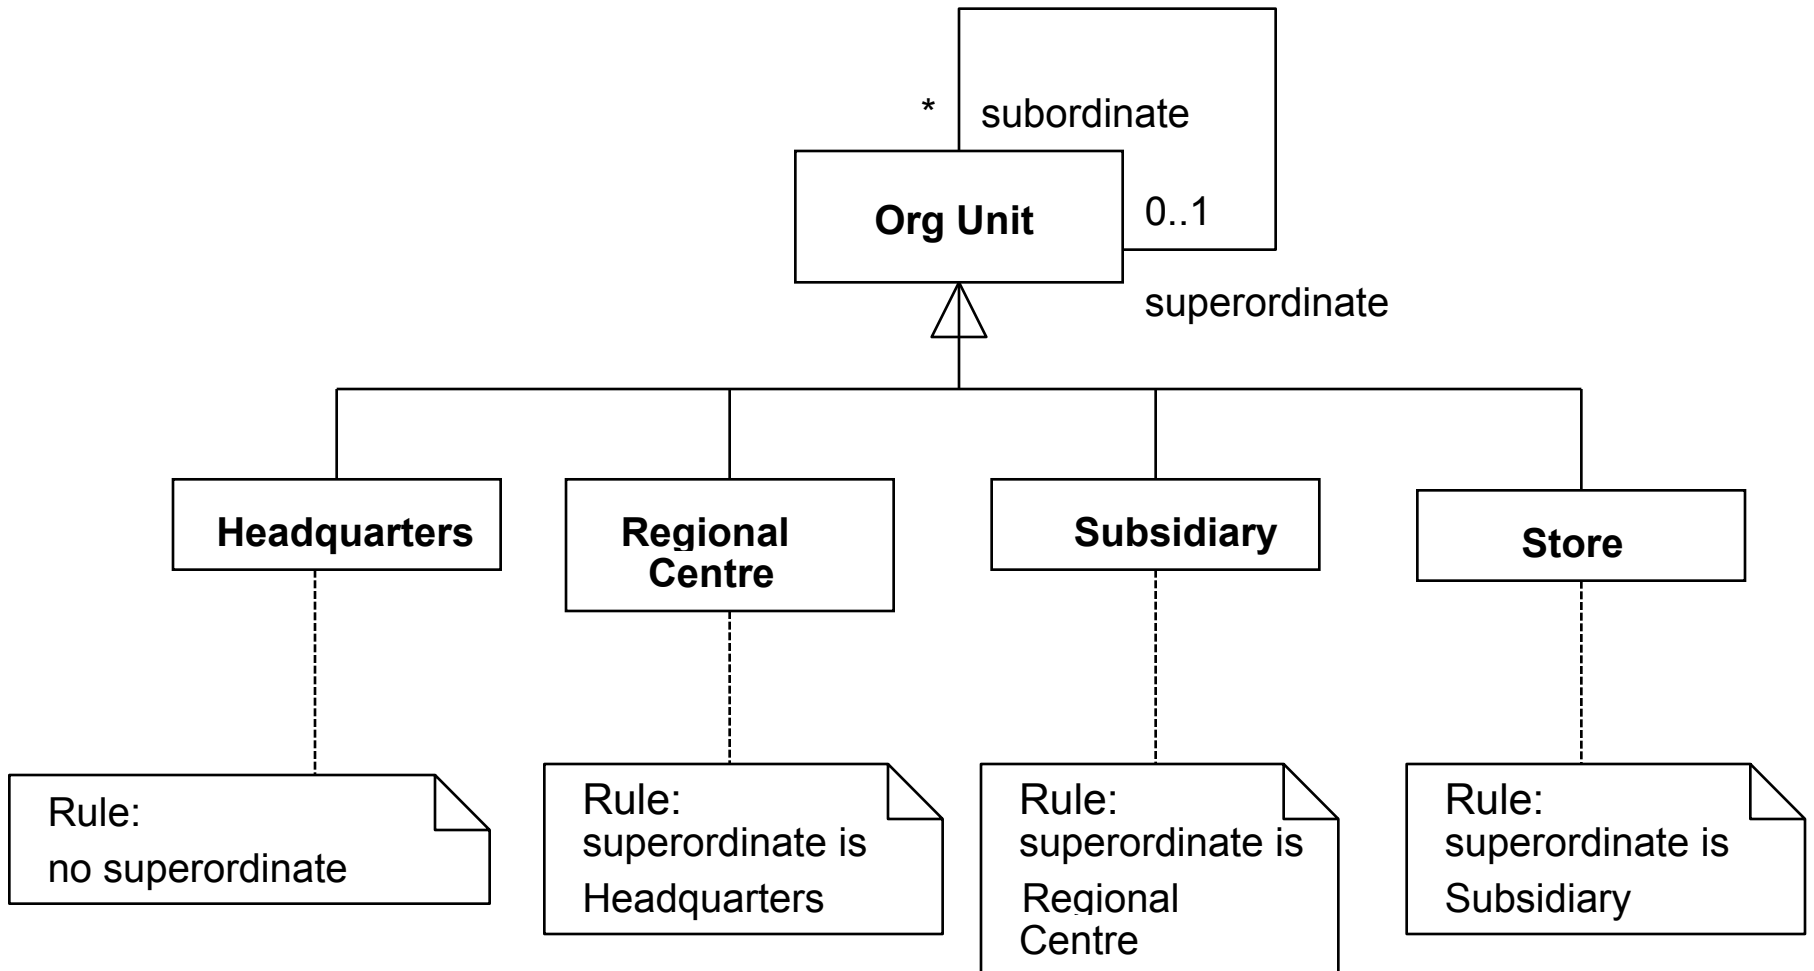 *
subordinate
Org Unit
0..1
superordinate
Headquarters
Regional
Centre
Subsidiary
Store
Rule:
no superordinate
Rule:
superordinate is
Headquarters
Rule:
superordinate is
Regional
Centre
Rule:
superordinate is
Subsidiary